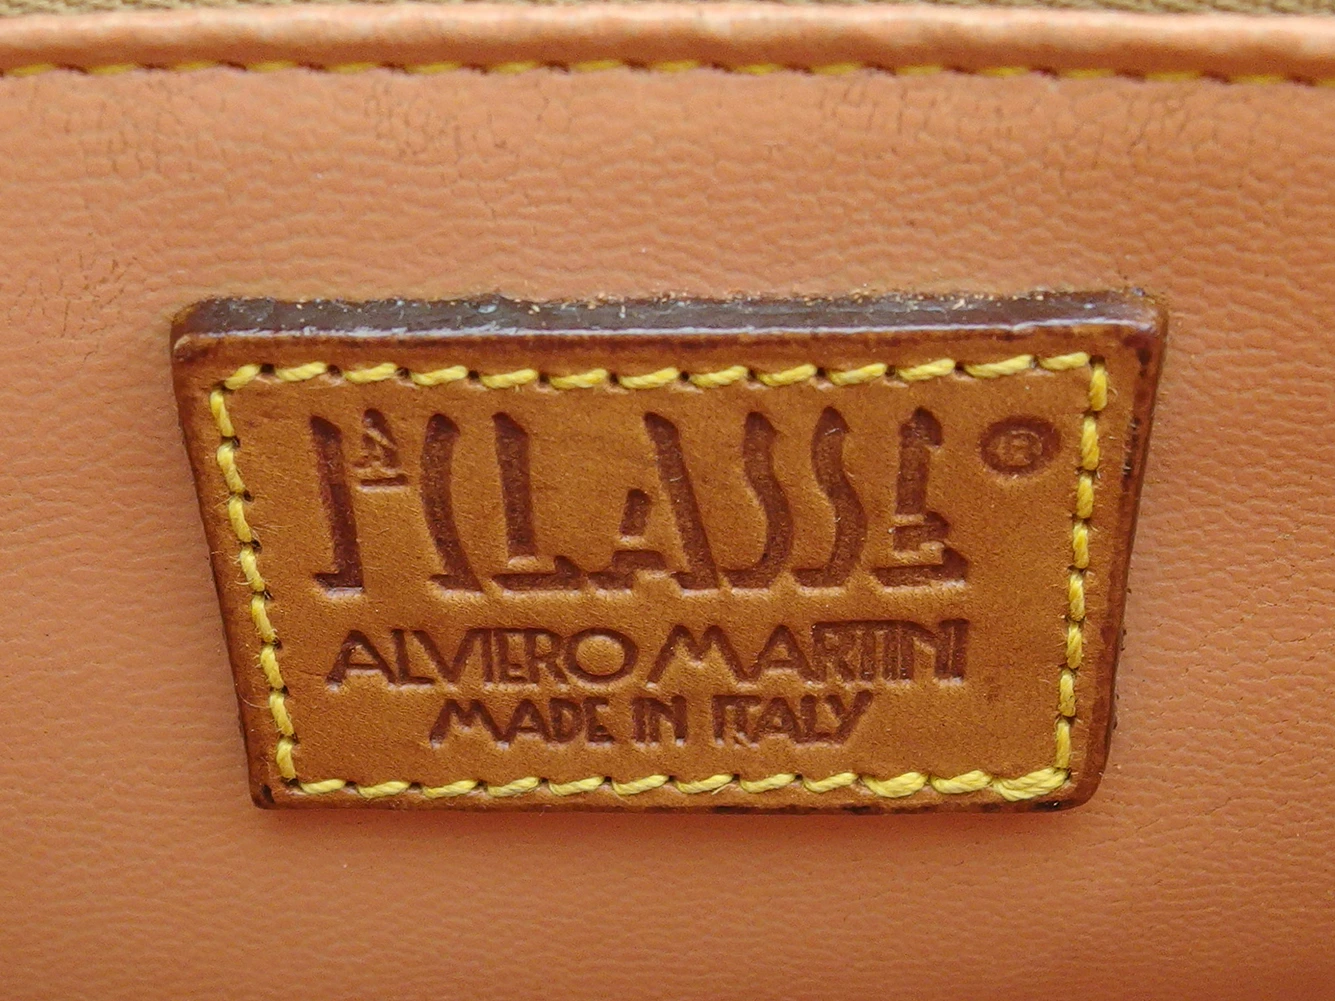 1ᴬ CLASSE ®
ALVIERO MARTINI
MADE IN ITALY